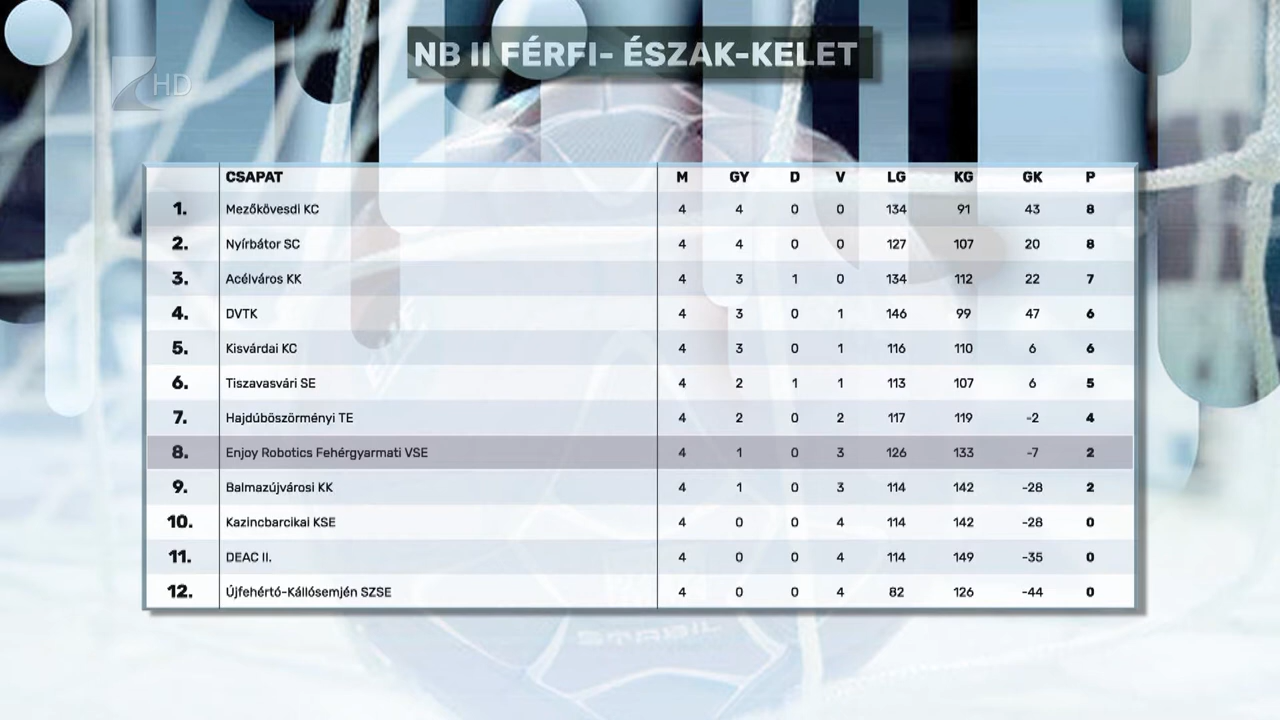 NB II FÉRFI- ÉSZAK-KELET
HD
CSAPAT M GY D V LG KG GK P
1. Mezőkövesdi KC 4 4 0 0 134 91 43 8
2. Nyírbátor SC 4 4 0 0 127 107 20 8
3. Acélváros KK 4 3 1 0 134 112 22 7
4. DVTK 4 3 0 1 146 99 47 6
5. Kisvárdai KC 4 3 0 1 116 110 6 6
6. Tiszavasvári SE 4 2 1 1 113 107 6 5
7. Hajdúböszörményi TE 4 2 0 2 117 119 -2 4
8. Enjoy Robotics Fehérgyarmati VSE 4 1 0 3 126 133 -7 2
9. Balmazújvárosi KK 4 1 0 3 114 142 -28 2
10. Kazincbarcikai KSE 4 0 0 4 114 142 -28 0
11. DEAC II. 4 0 0 4 114 149 -35 0
12. Újfehértó-Kállósemjén SZSE 4 0 0 4 82 126 -44 0
STABIL